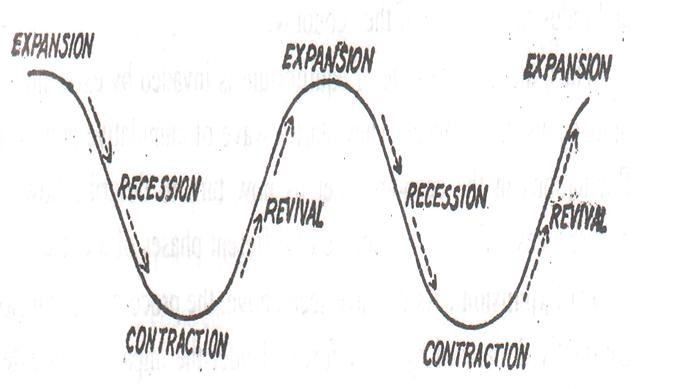 EXPANSION
EXPANSION
EXPANSION
RECESSION
REVIVAL
RECESSION
REVIVAL
CONTRACTION
CONTRACTION